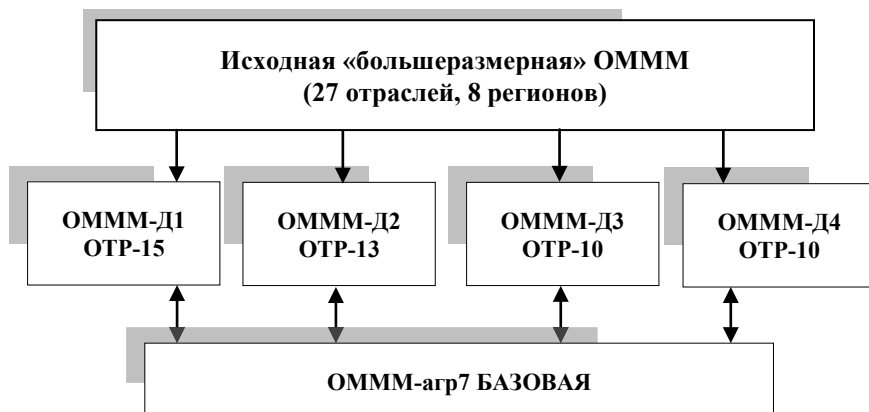 Исходная «большеразмерная» ОМММ
(27 отраслей, 8 регионов)
ОМММ-Д1
ОТР-15
ОМММ-Д2
ОТР-13
ОМММ-Д3
ОТР-10
ОМММ-Д4
ОТР-10
ОМММ-агр7 БАЗОВАЯ